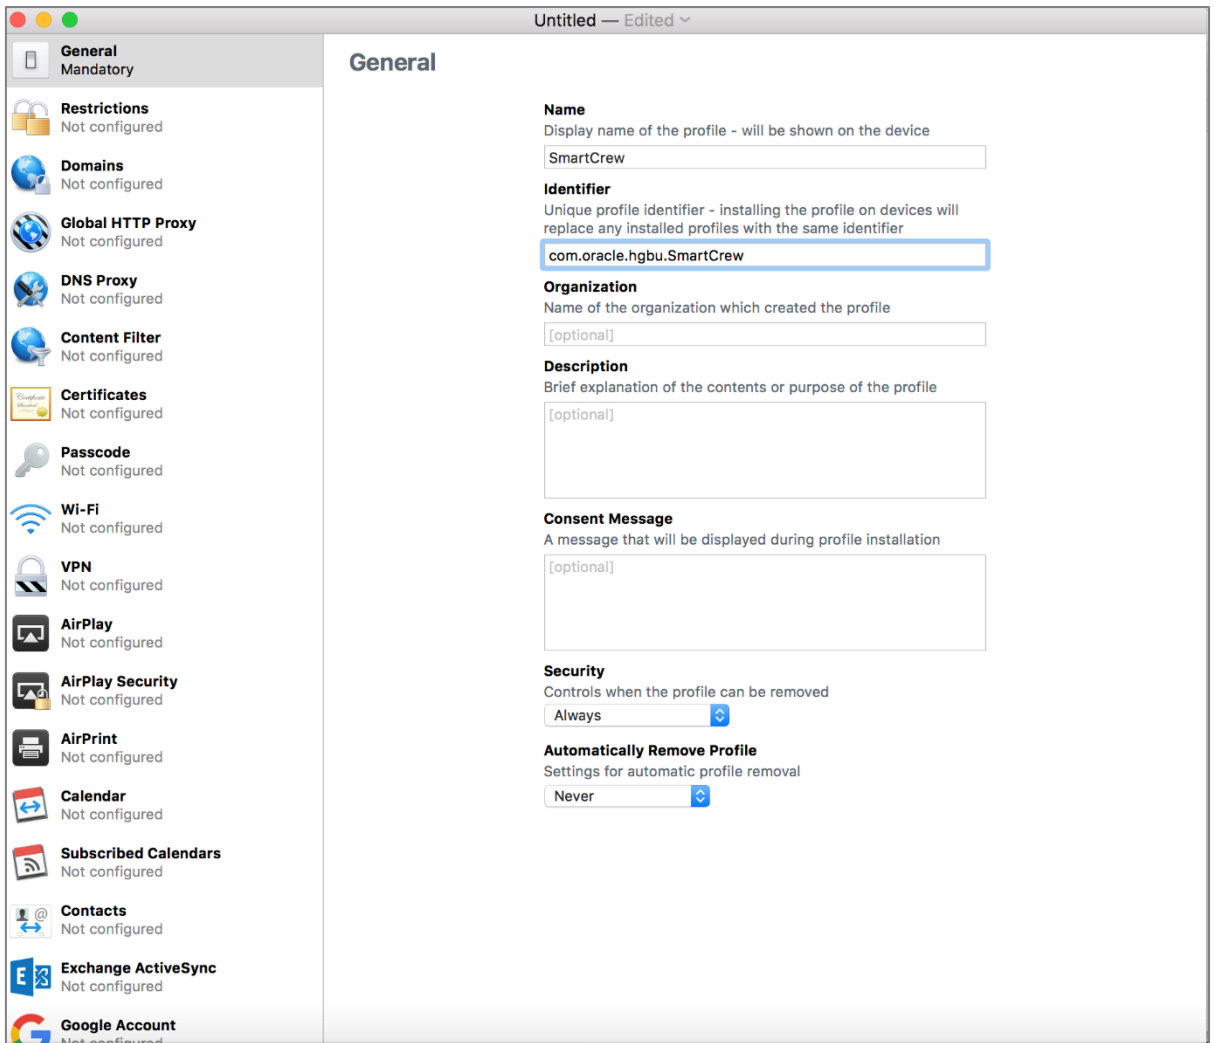 Untitled — Edited
General
Mandatory
Restrictions
Not configured
Domains
Not configured
Global HTTP Proxy
Not configured
DNS Proxy
Not configured
Content Filter
Not configured
Certificates
Not configured
Passcode
Not configured
Wi-Fi
Not configured
VPN
Not configured
AirPlay
Not configured
AirPlay Security
Not configured
AirPrint
Not configured
Calendar
Not configured
Subscribed Calendars
Not configured
Contacts
Not configured
Exchange ActiveSync
Not configured
Google Account
Not configured
General
Name
Display name of the profile - will be shown on the device
SmartCrew
Identifier
Unique profile identifier - installing the profile on devices will
replace any installed profiles with the same identifier
com.oracle.hgbu.SmartCrew
Organization
Name of the organization which created the profile
[optional]
Description
Brief explanation of the contents or purpose of the profile
[optional]
Consent Message
A message that will be displayed during profile installation
[optional]
Security
Controls when the profile can be removed
Always
Automatically Remove Profile
Settings for automatic profile removal
Never